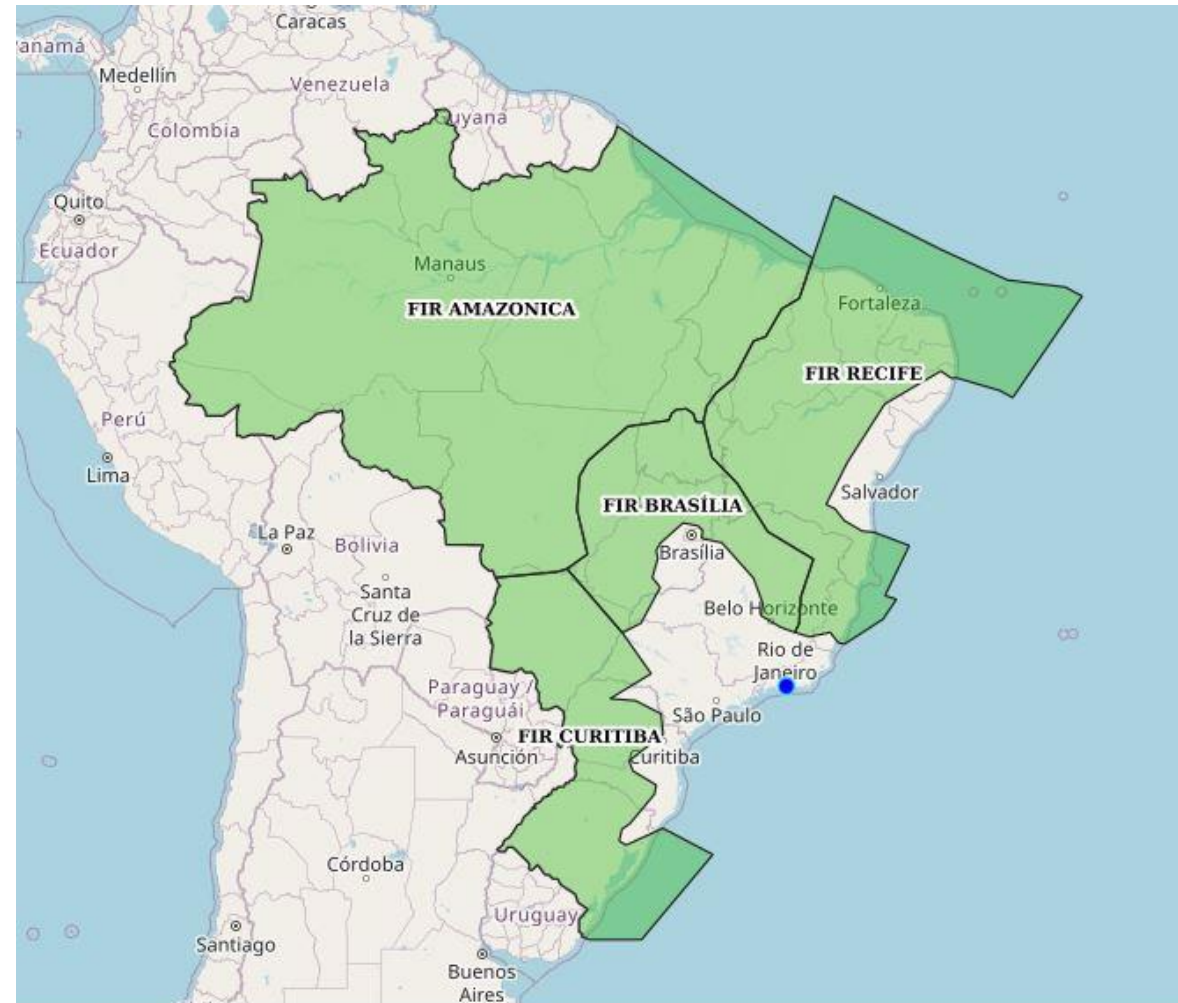 Caracas
anamá
Medellín
Venezuela
Guyana
Colombia
Quito
Ecuador
Manaus
Fortaleza
FIR AMAZONICA
FIR RECIFE
Perú
Lima
Salvador
FIR BRASÍLIA
La Paz
Bolivia
Brasília
Santa
Cruz de
la Sierra
Belo Horizonte
Rio de
Janeiro
Paraguay /
Paraguái
São Paulo
FIR CURITIBA
Asunción
Curitiba
Córdoba
Uruguay
Santiago
Buenos
Aires